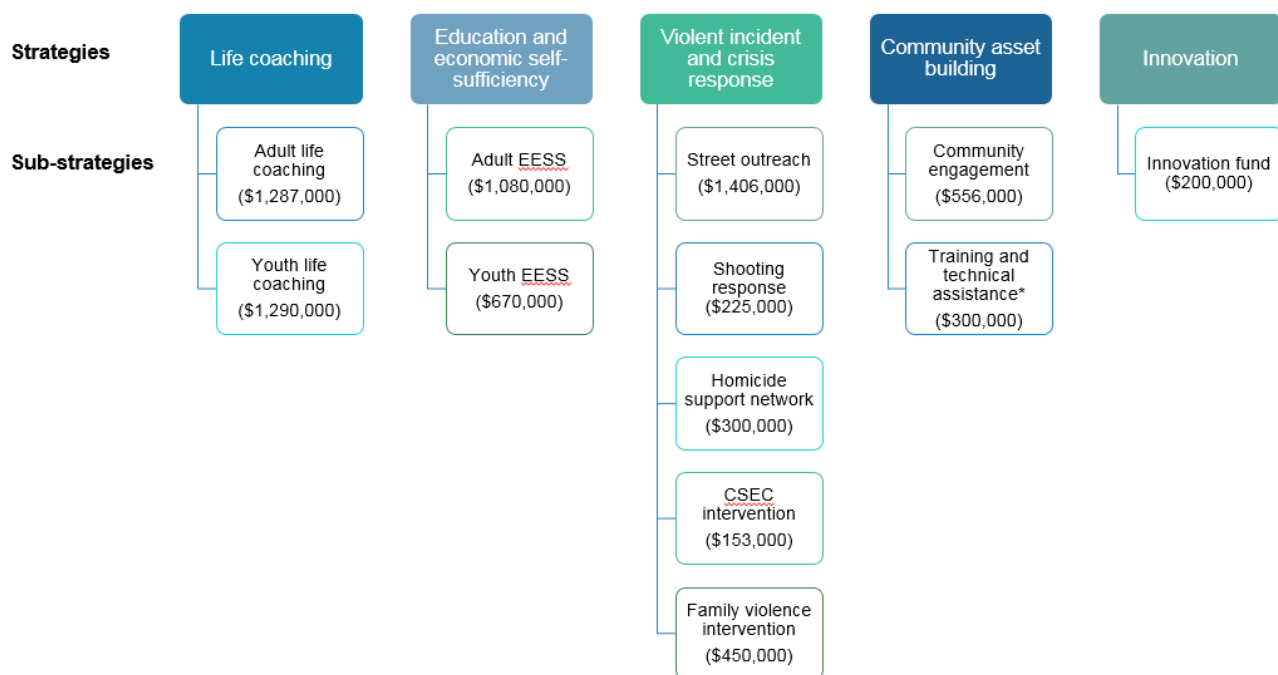 Strategies
Life coaching
Education and
economic self-
sufficiency
Violent incident
and crisis
response
Community asset
building
Innovation
Sub-strategies
Adult life
coaching
($1,287,000)
Youth life
coaching
($1,290,000)
Adult EESS
($1,080,000)
Youth EESS
($670,000)
Street outreach
($1,406,000)
Shooting
response
($225,000)
Homicide
support network
($300,000)
CSEC
intervention
($153,000)
Family violence
intervention
($450,000)
Community
engagement
($556,000)
Training and
technical
assistance*
($300,000)
Innovation fund
($200,000)